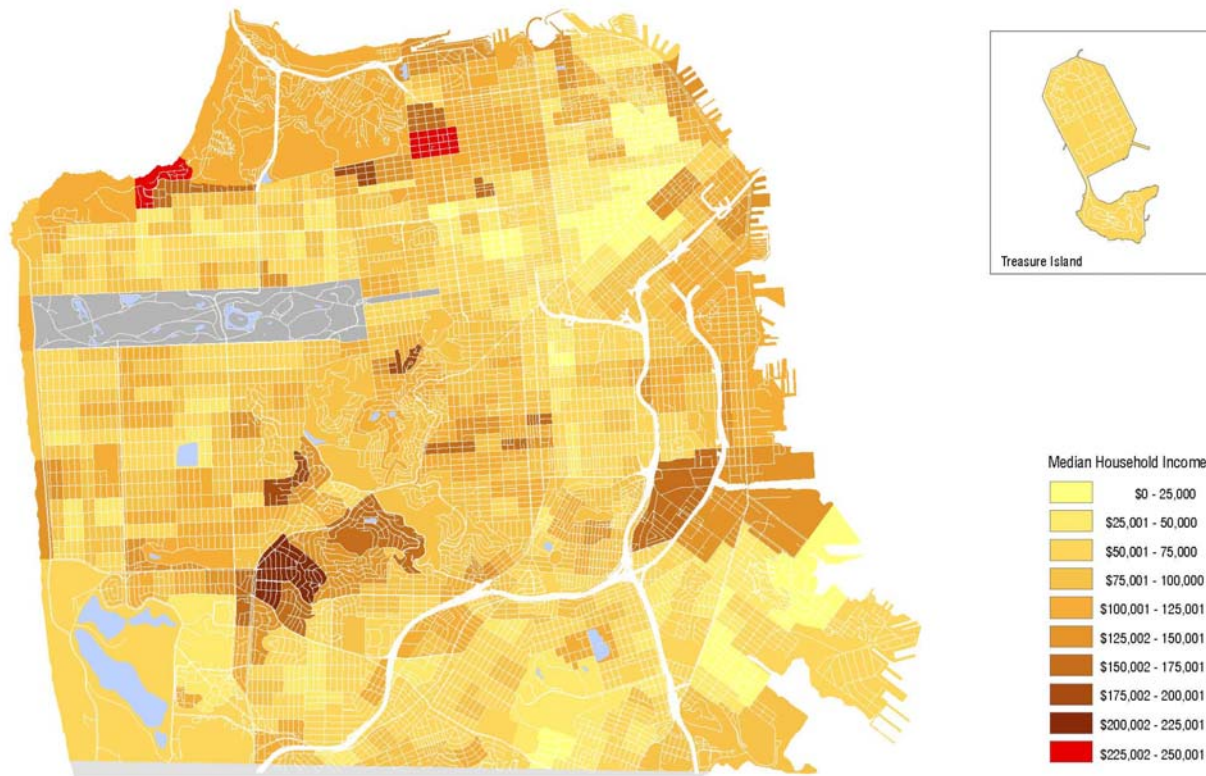 Treasure Island
Median Household Income
$0 - 25,000
$25,001 - 50,000
$50,001 - 75,000
$75,001 - 100,000
$100,001 - 125,001
$125,002 - 150,001
$150,002 - 175,001
$175,002 - 200,001
$200,002 - 225,001
$225,002 - 250,001